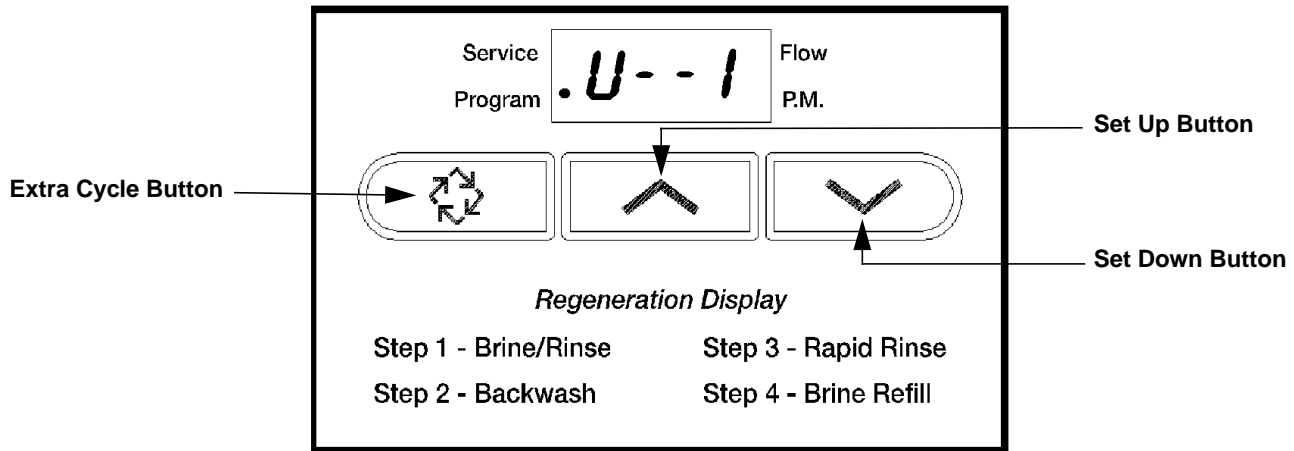 Service
.U--1
Flow
Program
P.M.
Set Up Button
Extra Cycle Button
Set Down Button
Regeneration Display
Step 1 - Brine/Rinse
Step 3 - Rapid Rinse
Step 2 - Backwash
Step 4 - Brine Refill